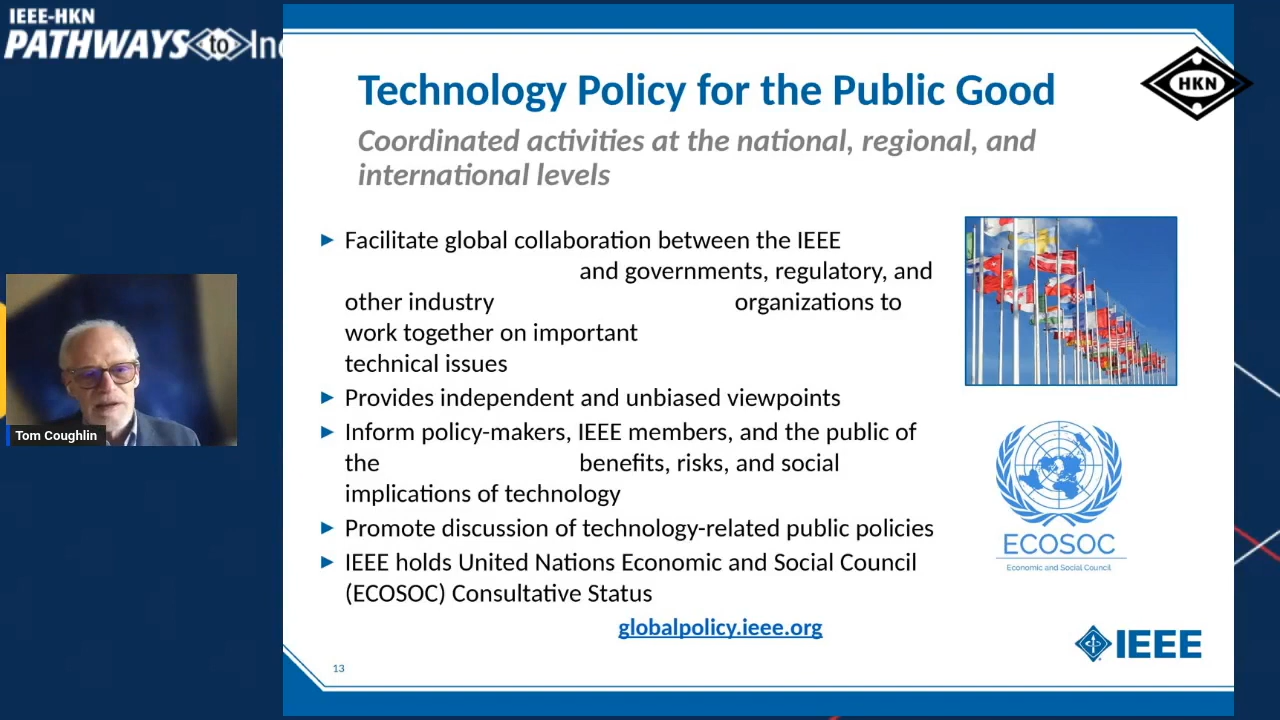 IEEE-HKN
PATHWAYS to Inc
HKN
Technology Policy for the Public Good
Coordinated activities at the national, regional, and
international levels
► Facilitate global collaboration between the IEEE
and governments, regulatory, and
other industry organizations to
work together on important
technical issues
► Provides independent and unbiased viewpoints
► Inform policy-makers, IEEE members, and the public of
the benefits, risks, and social
implications of technology
► Promote discussion of technology-related public policies
► IEEE holds United Nations Economic and Social Council
(ECOSOC) Consultative Status
globalpolicy.ieee.org
ECOSOC
Economic and Social Council
Tom Coughlin
IEEE
13